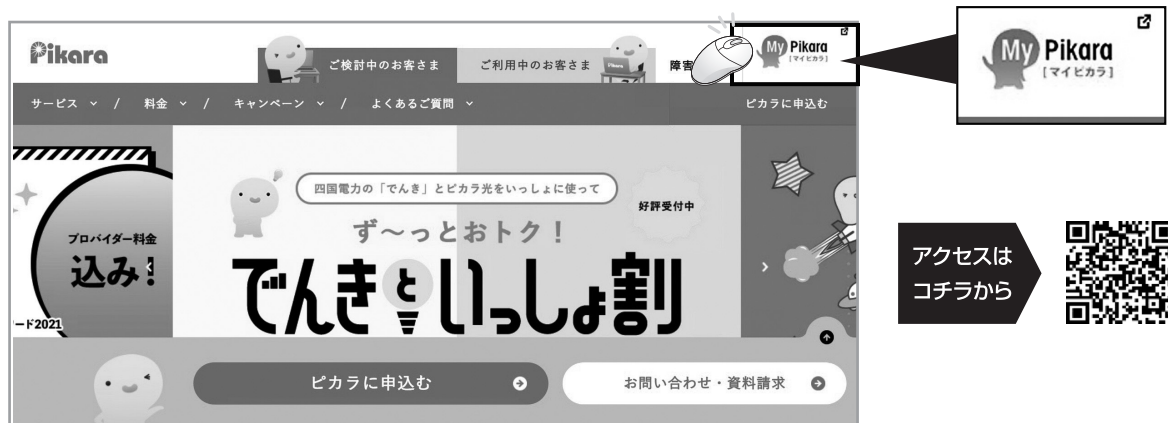 Pikara
ご検討中のお客さま
ご利用中のお客さま
障害
My Pikara
[マイピカラ]
サービス / 料金 / キャンペーン / よくあるご質問
ピカラに申込む
プロバイダー料金
込み!
ード2021
四国電力の「でんき」とピカラ光をいっしょに使って
ず〜っとおトク!
でんきといっしょ割
好評受付中
ピカラに申込む
お問い合わせ・資料請求
My Pikara
[マイピカラ]
アクセスは
コチラから